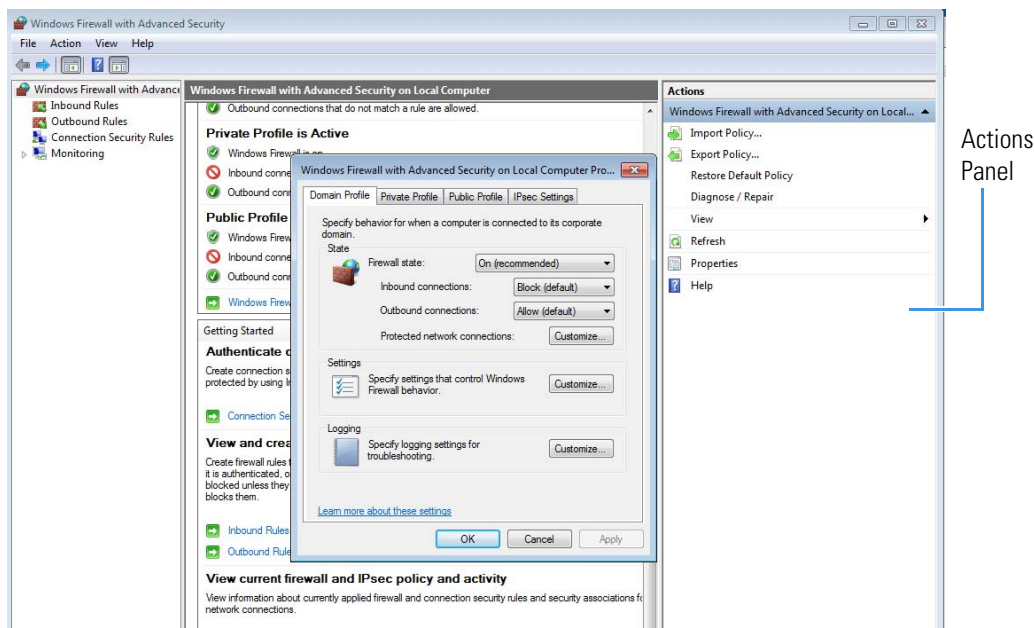 Windows Firewall with Advanced Security
File Action View Help
Windows Firewall with Advance
Inbound Rules
Outbound Rules
Connection Security Rules
Monitoring
Windows Firewall with Advanced Security on Local Computer
Outbound connections that do not match a rule are allowed.
Private Profile is Active
Windows Firewall is on
Inbound conne
Outbound conn
Public Profile
Windows Firew
Inbound conne
Outbound conn
Windows Firew
Getting Started
Authenticate c
Create connection s
protected by using I
Connection Se
View and crea
Create firewall rules
it is authenticated, o
blocked unless they
blocks them.
Inbound Rules
Outbound Rule
View current firewall and IPsec policy and activity
View information about currently applied firewall and connection security rules and security associations fo
network connections.
Windows Firewall with Advanced Security on Local Computer Pro...
Domain Profile Private Profile Public Profile IPsec Settings
Specify behavior for when a computer is connected to its corporate
domain.
State
Firewall state: On (recommended)
Inbound connections: Block (default)
Outbound connections: Allow (default)
Protected network connections: Customize...
Settings
Specify settings that control Windows
Firewall behavior.
Customize...
Logging
Specify logging settings for
troubleshooting.
Customize...
Learn more about these settings
OK Cancel Apply
Actions
Windows Firewall with Advanced Security on Local...
Import Policy...
Export Policy...
Restore Default Policy
Diagnose / Repair
View
Refresh
Properties
Help
Actions
Panel